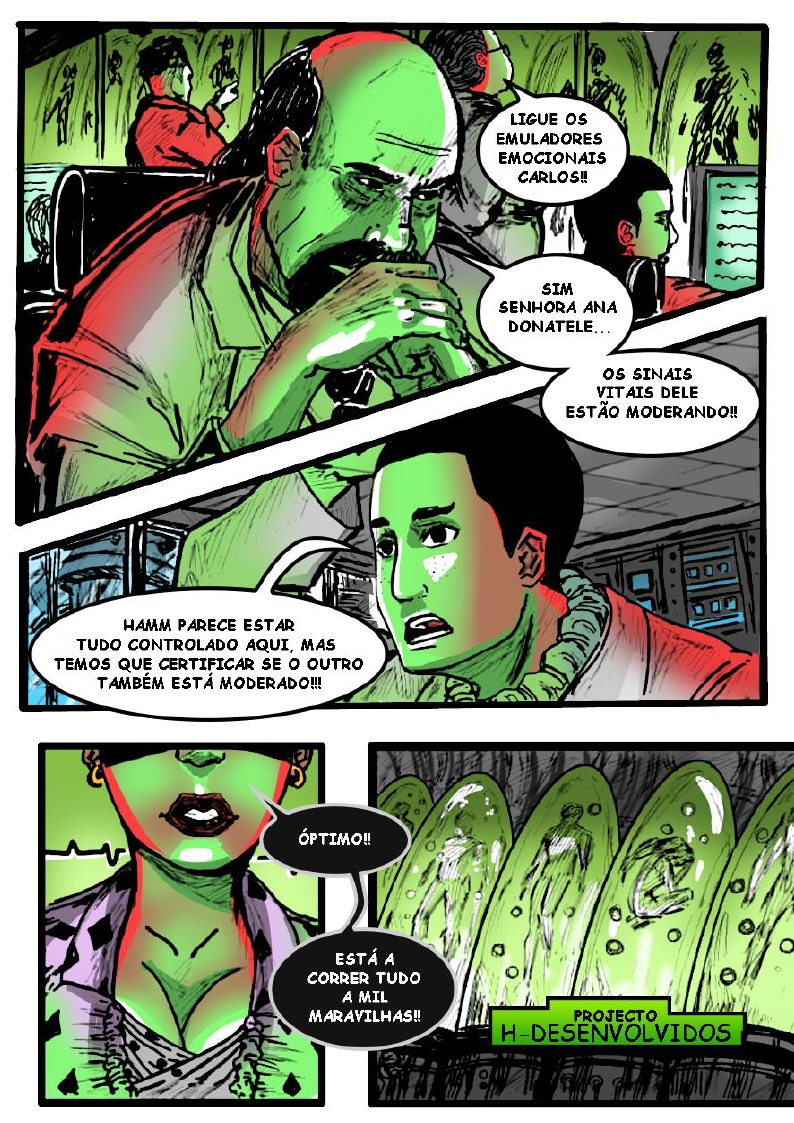 LIGUE OS
EMULADORES
EMOCIONAIS
CARLOS!!
SIM
SENHORA ANA
DONATELE...
OS SINAIS
VITAIS DELE
ESTÃO MODERANDO!!
HAMM PARECE ESTAR
TUDO CONTROLADO AQUI, MAS
TEMOS QUE CERTIFICAR SE O OUTRO
TAMBÉM ESTÁ MODERADO!!!
ÓPTIMO!!
ESTÁ A
CORRER TUDO
A MIL
MARAVILHAS!!
PROJECTO
H-DESENVOLVIDOS